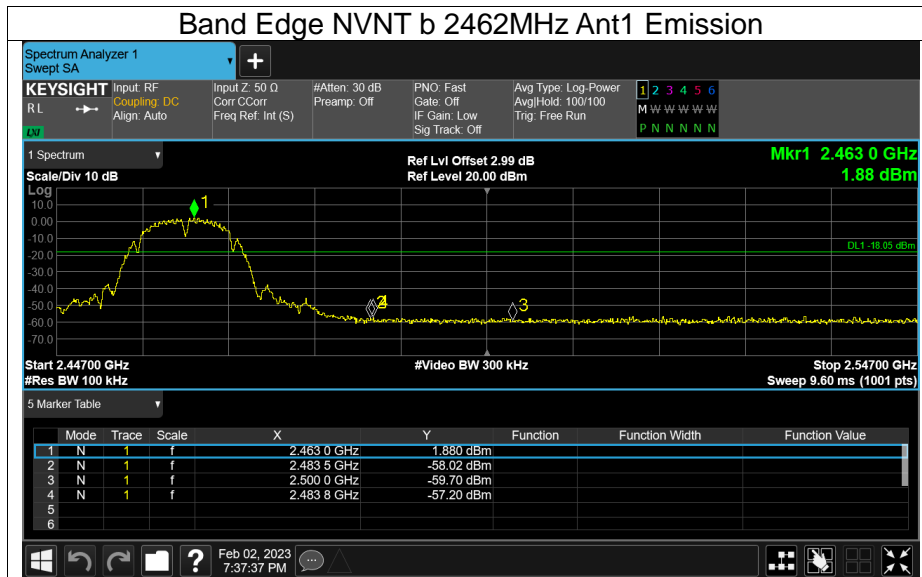 Band Edge NVNT b 2462MHz Ant1 Emission
Spectrum Analyzer 1
Swept SA
+
KEYSIGHT Input: RF Input Z: 50 Ω #Atten: 30 dB PNO: Fast Avg Type: Log-Power 1 2 3 4 5 6
RL Coupling: DC Corr CCorr Preamp: Off Gate: Off Avg|Hold: 100/100 M W W W W W
Align: Auto Freq Ref: Int (S) IF Gain: Low Trig: Free Run
LXI Sig Track: Off P N N N N N
1 Spectrum Ref Lvl Offset 2.99 dB Mkr1 2.463 0 GHz
Scale/Div 10 dB Ref Level 20.00 dBm 1.88 dBm
Log
10.0 1
0.00
-10.0
DL1 -18.05 dBm
-20.0
-30.0
-40.0
-50.0 2 4 3
-60.0
-70.0
Start 2.44700 GHz #Video BW 300 kHz Stop 2.54700 GHz
#Res BW 100 kHz Sweep 9.60 ms (1001 pts)
5 Marker Table
Mode Trace Scale X Y Function Function Width Function Value
1 N 1 f 2.463 0 GHz 1.880 dBm
2 N 1 f 2.483 5 GHz -58.02 dBm
3 N 1 f 2.500 0 GHz -59.70 dBm
4 N 1 f 2.483 8 GHz -57.20 dBm
5
6
? Feb 02, 2023
7:37:37 PM